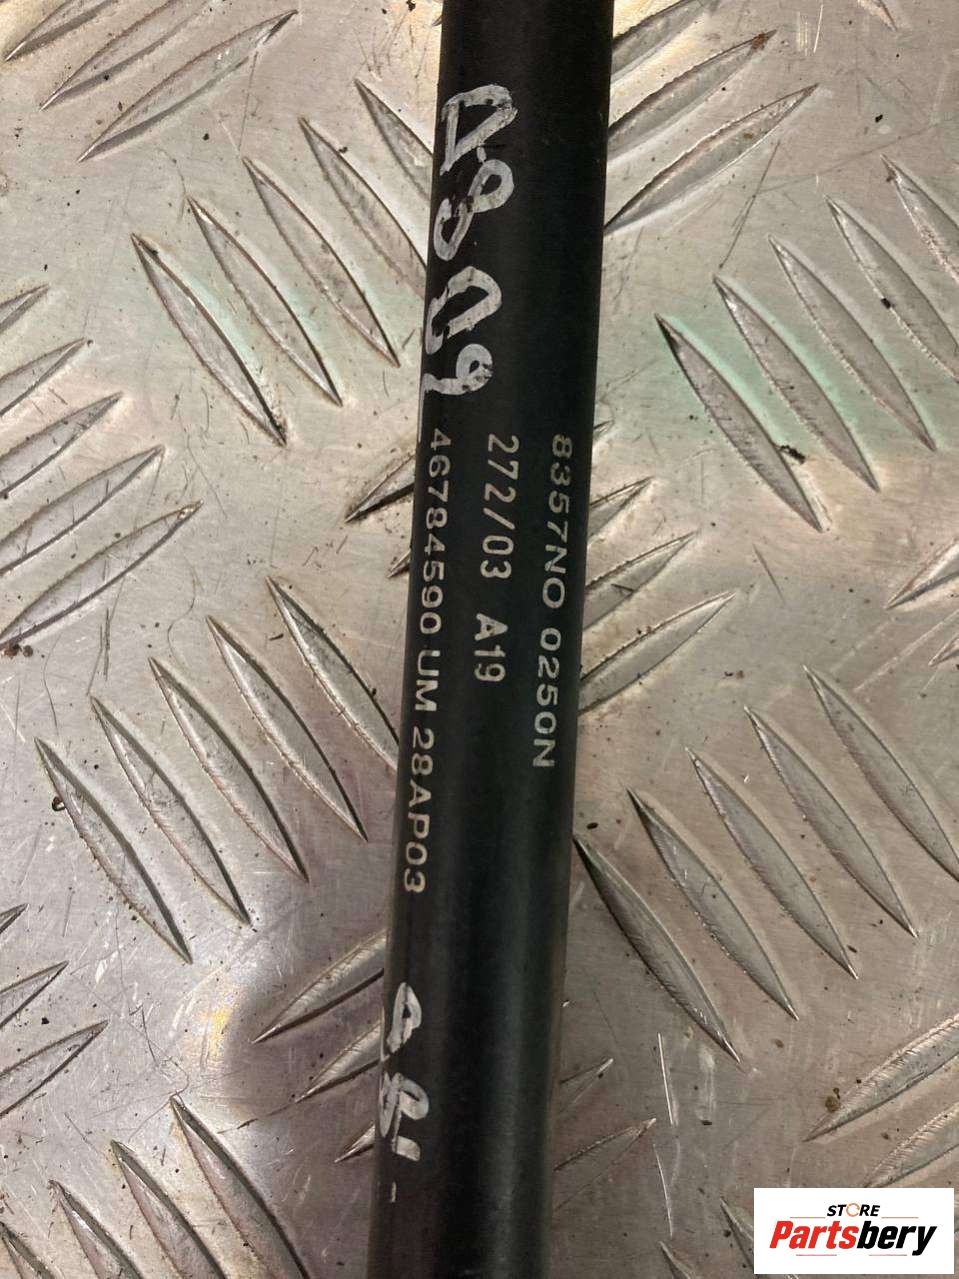 8357NO 0250N
272/03 A19
46784590 UM 28AP03
STORE
Partsbery